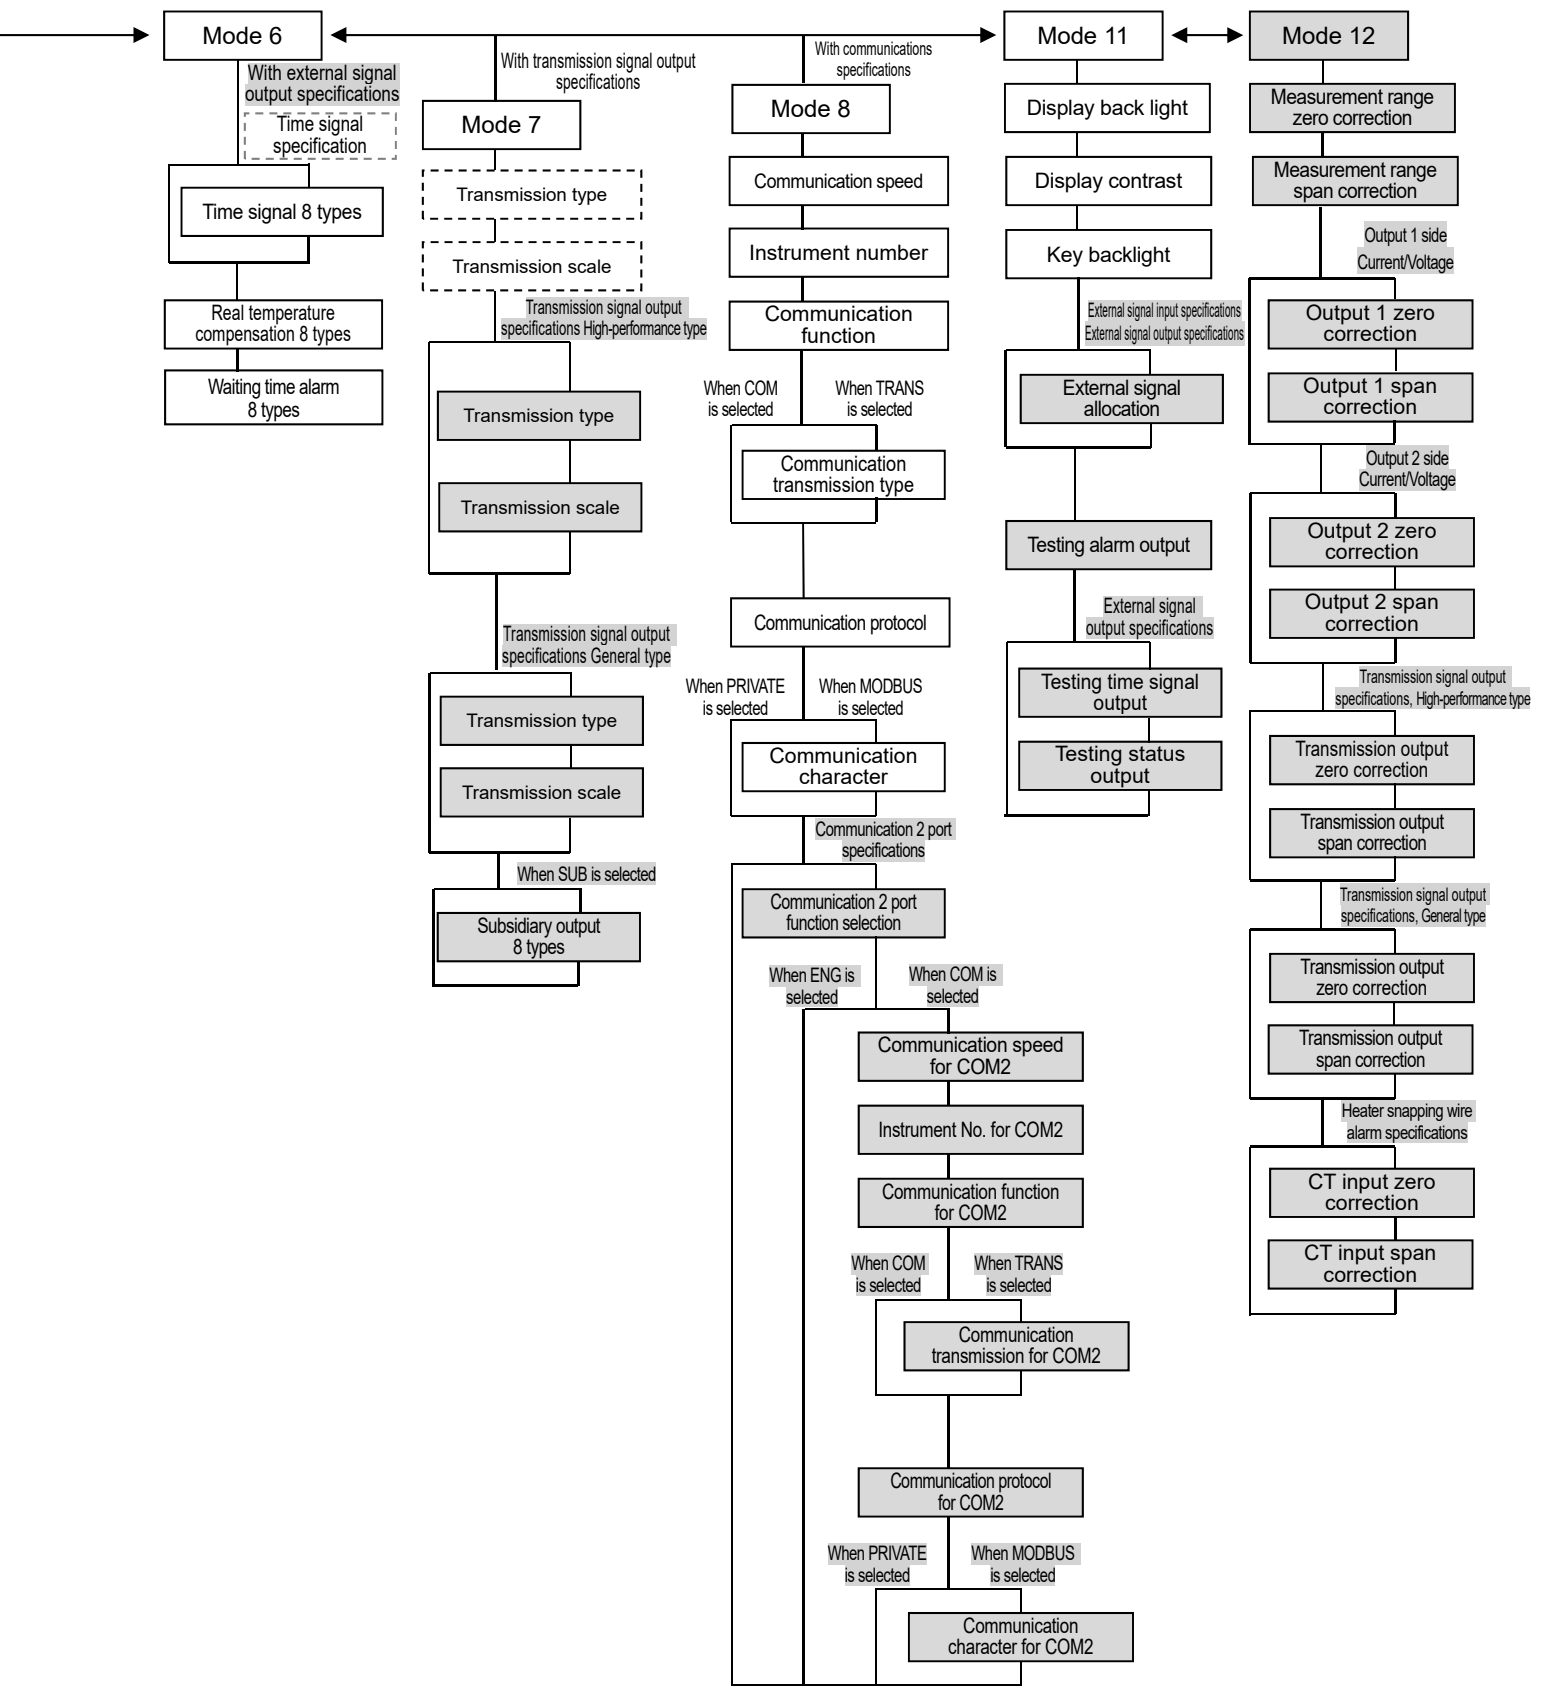 Mode 6
With external signal
output specifications
Time signal
specification
Time signal 8 types
Real temperature
compensation 8 types
Waiting time alarm
8 types
With transmission signal output
specifications
Mode 7
Transmission type
Transmission scale
Transmission signal output
specifications High-performance type
Transmission type
Transmission scale
Transmission signal output
specifications General type
Transmission type
Transmission scale
When SUB is selected
Subsidiary output
8 types
With communications
specifications
Mode 8
Communication speed
Instrument number
Communication
function
When COM
is selected
When TRANS
is selected
Communication
transmission type
Communication protocol
When PRIVATE
is selected
When MODBUS
is selected
Communication
character
Communication 2 port
specifications
Communication 2 port
function selection
When ENG is
selected
When COM is
selected
Communication speed
for COM2
Instrument No. for COM2
Communication function
for COM2
When COM
is selected
When TRANS
is selected
Communication
transmission for COM2
Communication protocol
for COM2
When PRIVATE
is selected
When MODBUS
is selected
Communication
character for COM2
Mode 11
Display back light
Display contrast
Key backlight
External signal input specifications
External signal output specifications
External signal
allocation
Testing alarm output
External signal
output specifications
Testing time signal
output
Testing status
output
Mode 12
Measurement range
zero correction
Measurement range
span correction
Output 1 side
Current/Voltage
Output 1 zero
correction
Output 1 span
correction
Output 2 side
Current/Voltage
Output 2 zero
correction
Output 2 span
correction
Transmission signal output
specifications, High-performance type
Transmission output
zero correction
Transmission output
span correction
Transmission signal output
specifications, General type
Transmission output
zero correction
Transmission output
span correction
Heater snapping wire
alarm specifications
CT input zero
correction
CT input span
correction